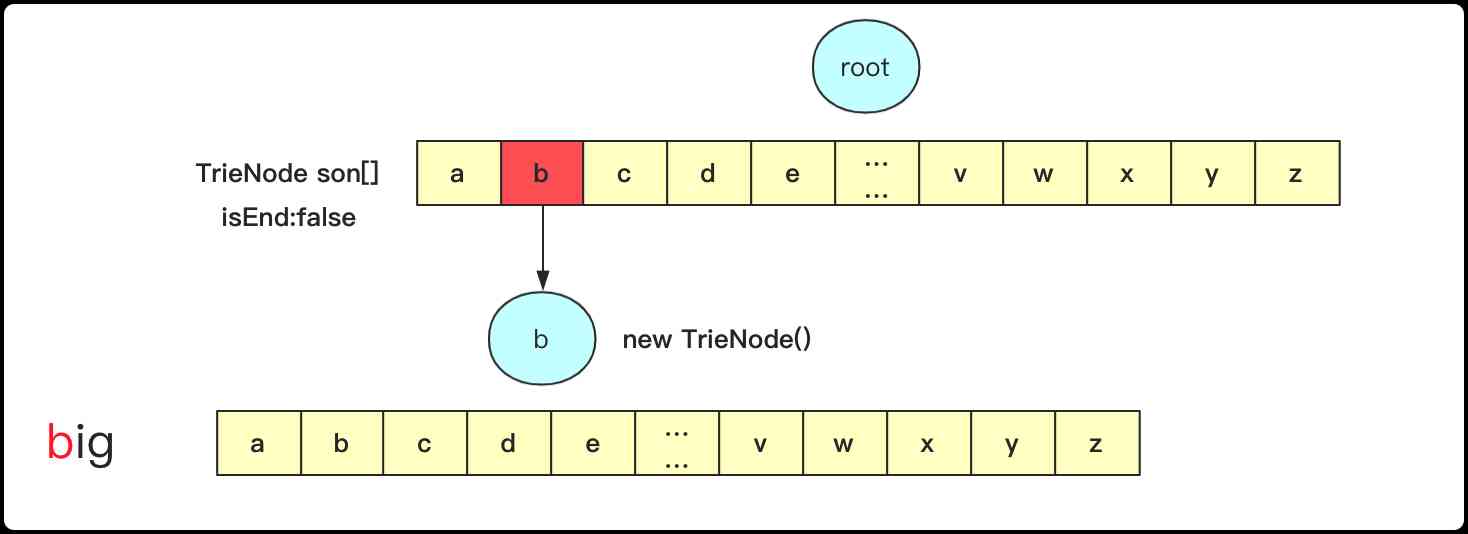 root
TrieNode son[]
a b c d e ... ... v w x y z
isEnd:false
b
new TrieNode()
big
a b c d e ... ... v w x y z